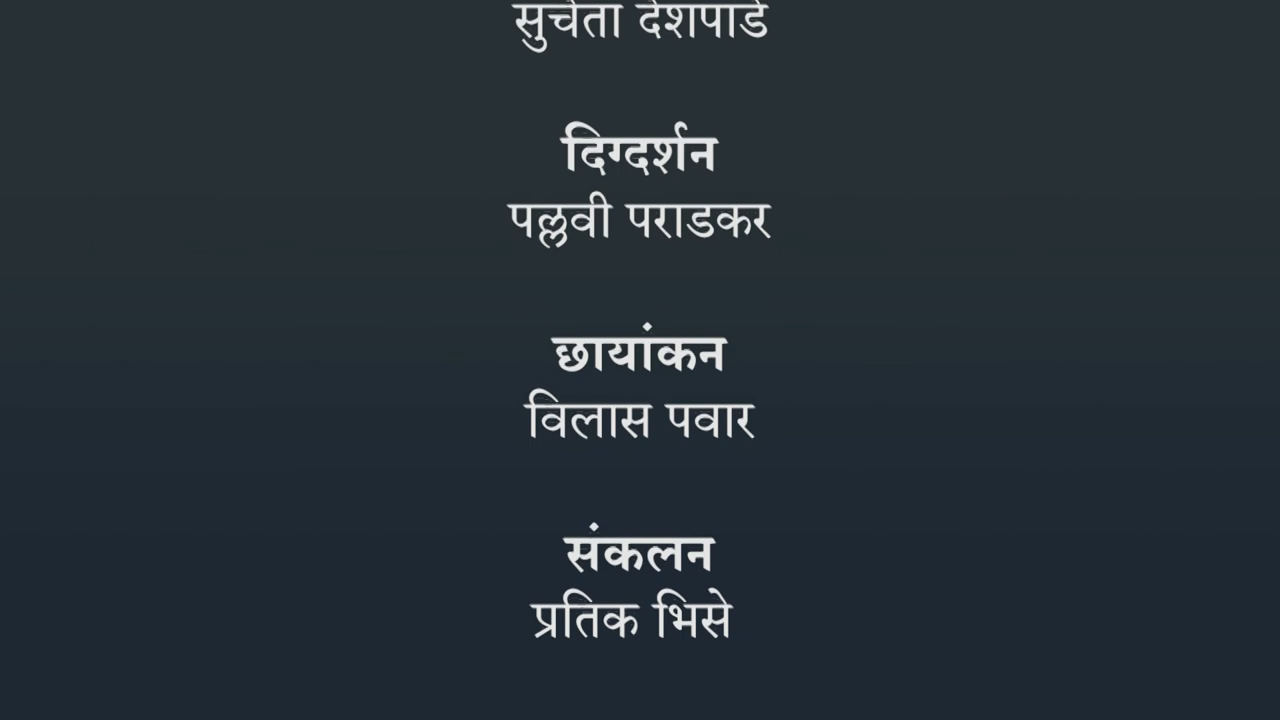 सुचेता देशपांडे
दिग्दर्शन
पल्लवी पराडकर
छायांकन
विलास पवार
संकलन
प्रतिक भिसे